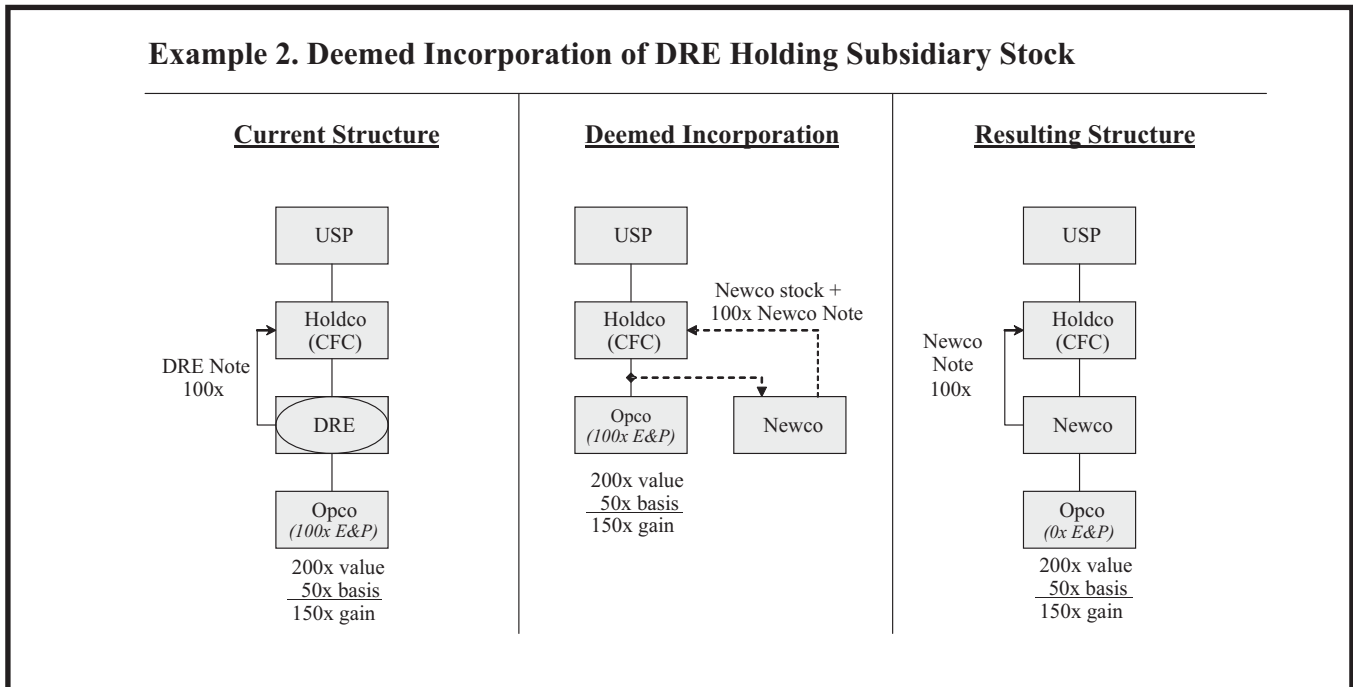 Example 2. Deemed Incorporation of DRE Holding Subsidiary Stock
Current Structure
USP
Holdco
(CFC)
DRE Note
100x
DRE
Opco
(100x E&P)
200x value
50x basis
150x gain
Deemed Incorporation
USP
Newco stock +
100x Newco Note
Holdco
(CFC)
Opco
(100x E&P)
Newco
200x value
50x basis
150x gain
Resulting Structure
USP
Holdco
(CFC)
Newco
Note
100x
Newco
Opco
(0x E&P)
200x value
50x basis
150x gain